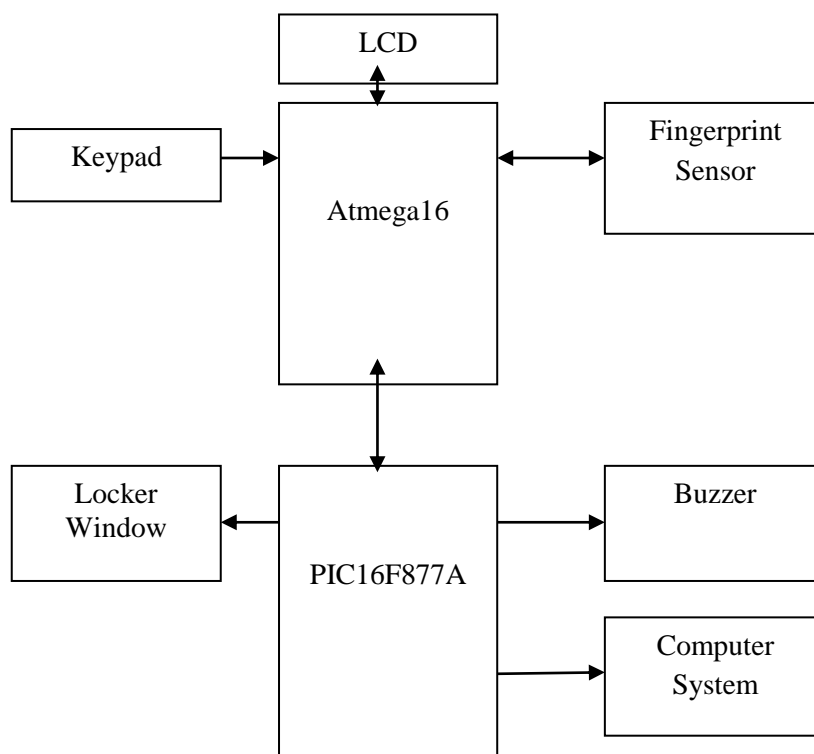 LCD
Keypad
Atmega16
Fingerprint
Sensor
Locker
Window
PIC16F877A
Buzzer
Computer
System